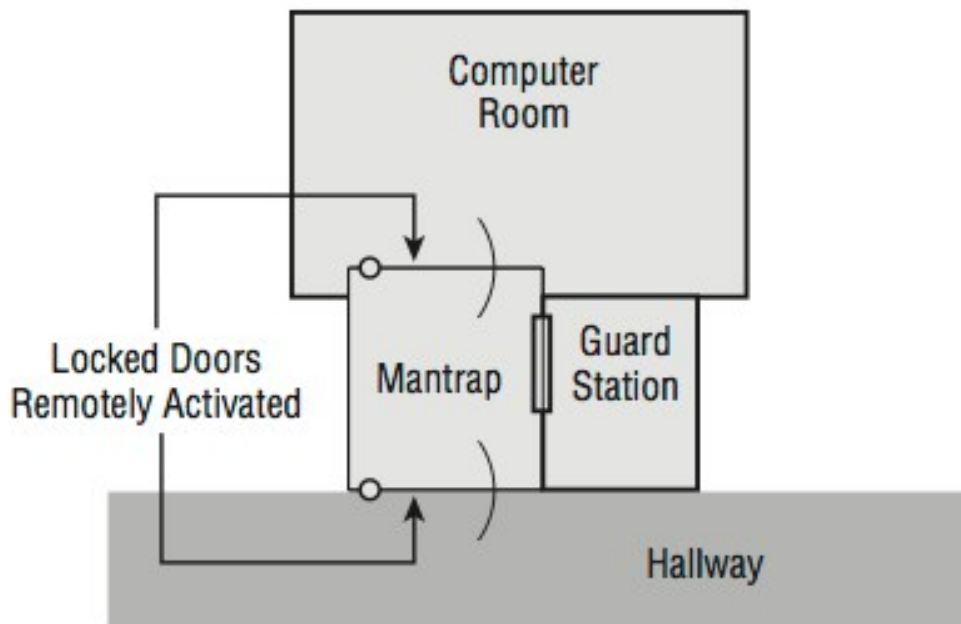 Computer
Room
Locked Doors
Remotely Activated
Mantrap
Guard
Station
Hallway